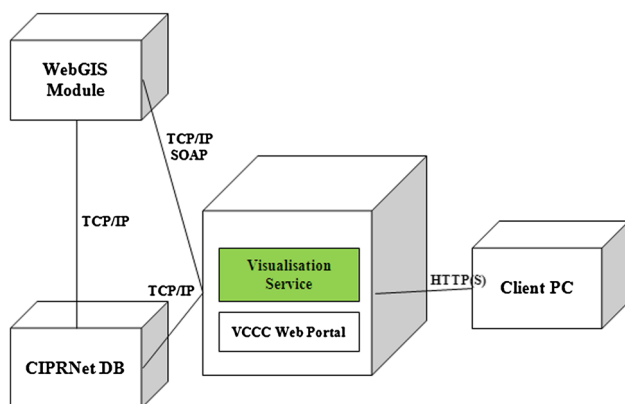 WebGIS
Module
TCP/IP
SOAP
TCP/IP
TCP/IP
Visualisation
Service
VCCC Web Portal
HTTP(S)
Client PC
CIPRNet DB